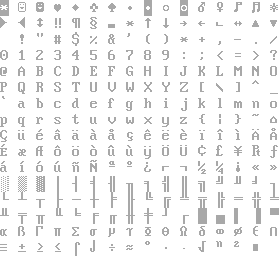 ! " # $ % & ' ( ) * + , - . /
0 1 2 3 4 5 6 7 8 9 : ; < = > ?
@ A B C D E F G H I J K L M N O
P Q R S T U V W X Y Z [ \ ] ^ _
` a b c d e f g h i j k l m n o
p q r s t u v w x y z { | } ~
Ç ü é â ä à å ç ê ë è ï î ì Ä Å
É æ Æ ô ö ò û ù ÿ Ö Ü ¢ £ ¥ ƒ
á í ó ú ñ Ñ ª º ¿ ⌐ ¬ ½ ¼ ¡ « »
α ß Γ π Σ σ µ τ Φ Θ Ω δ ∞ φ ε ∩
≡ ± ≥ ≤ ⌠ ⌡ ÷ ≈ ° ∙ · √ ⁿ ² ■